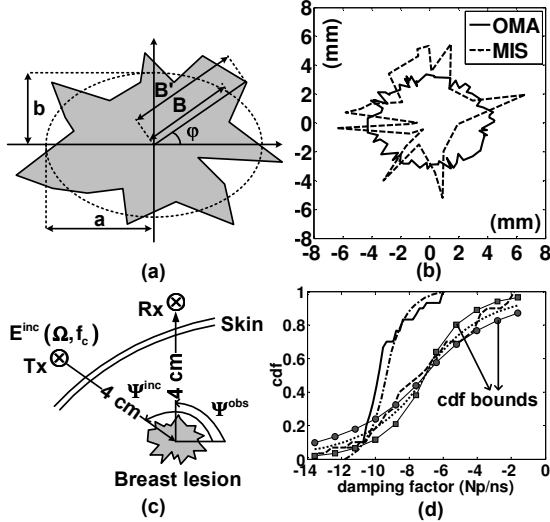 b
B'
B
φ
a
(a)
(mm)
OMA
MIS
8
6
4
2
0
-2
-4
-6
-8
-8 -6 -4 -2 0 2 4 6 8
(mm)
(b)
Rx
E^inc (Ω, f_c)
Skin
Tx
4 cm
4 cm
Ψ^inc
Ψ^obs
Breast lesion
(c)
cdf
1
0.8
0.6
0.4
0.2
0
cdf bounds
-14 -12 -10 -8 -6 -4 -2 0
damping factor (Np/ns)
(d)